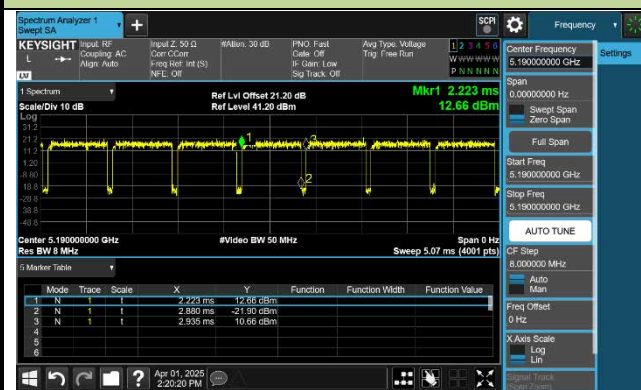 Spectrum Analyzer 1
Swept SA
+
SCPI
Frequency
KEYSIGHT
L
Input: RF
Coupling: AC
Align: Auto
Input Z: 50 Ω
Corr CCorr
Freq Ref: Int (S)
NFE: Off
#Atten: 30 dB
PNO: Fast
Gate: Off
IF Gain: Low
Sig Track: Off
Avg Type: Voltage
Trig: Free Run
1 2 3 4 5 6
W W W W W W
P N N N N N
Settings
Center Frequency
5.190000000 GHz
Span
0.00000000 Hz
Swept Span
Zero Span
Full Span
Start Freq
5.190000000 GHz
Stop Freq
5.190000000 GHz
AUTO TUNE
CF Step
8.000000 MHz
Auto
Man
Freq Offset
0 Hz
X Axis Scale
Log
Lin
Signal Track
(Span Zoom)
1 Spectrum
Scale/Div 10 dB
Log
Ref Lvl Offset 21.20 dB
Ref Level 41.20 dBm
Mkr1 2.223 ms
12.66 dBm
31.2
21.2
11.2
1.20
-8.80
-18.8
-28.8
-38.8
-48.8
1
3
2
Center 5.190000000 GHz
Res BW 8 MHz
#Video BW 50 MHz
Span 0 Hz
Sweep 5.07 ms (4001 pts)
5 Marker Table
Mode Trace Scale X Y Function Function Width Function Value
1 N 1 t 2.223 ms 12.66 dBm
2 N 1 t 2.880 ms -21.90 dBm
3 N 1 t 2.935 ms 10.66 dBm
4
5
6
?
Apr 01, 2025
2:20:20 PM